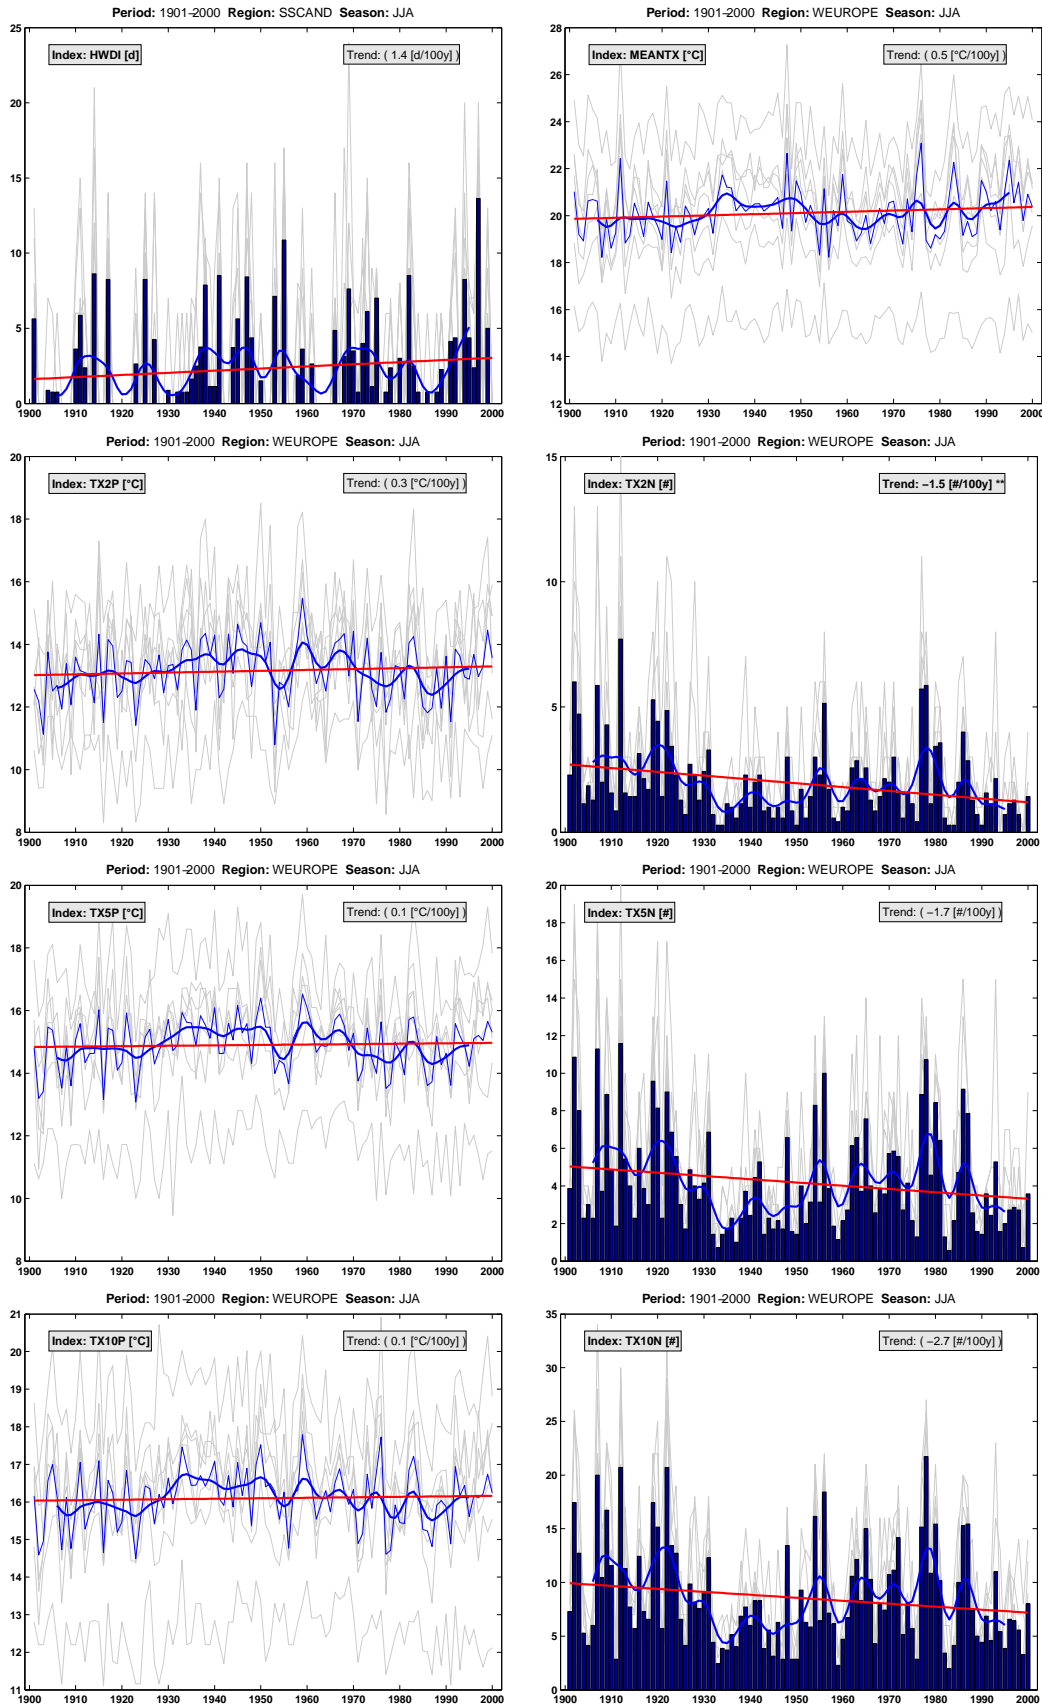 Period: 1901-2000 Region: SSCAND Season: JJA
Index: HWDI [d]
Trend: ( 1.4 [d/100y] )
25
20
15
10
5
0
1900 1910 1920 1930 1940 1950 1960 1970 1980 1990 2000
Period: 1901-2000 Region: WEUROPE Season: JJA
Index: MEANTX [°C]
Trend: ( 0.5 [°C/100y] )
28
26
24
22
20
18
16
14
12
1900 1910 1920 1930 1940 1950 1960 1970 1980 1990 2000
Period: 1901-2000 Region: WEUROPE Season: JJA
Index: TX2P [°C]
Trend: ( 0.3 [°C/100y] )
20
18
16
14
12
10
8
1900 1910 1920 1930 1940 1950 1960 1970 1980 1990 2000
Period: 1901-2000 Region: WEUROPE Season: JJA
Index: TX2N [#]
Trend: −1.5 [#/100y] **
15
10
5
0
1900 1910 1920 1930 1940 1950 1960 1970 1980 1990 2000
Period: 1901-2000 Region: WEUROPE Season: JJA
Index: TX5P [°C]
Trend: ( 0.1 [°C/100y] )
20
18
16
14
12
10
8
1900 1910 1920 1930 1940 1950 1960 1970 1980 1990 2000
Period: 1901-2000 Region: WEUROPE Season: JJA
Index: TX5N [#]
Trend: ( −1.7 [#/100y] )
20
18
16
14
12
10
8
6
4
2
0
1900 1910 1920 1930 1940 1950 1960 1970 1980 1990 2000
Period: 1901-2000 Region: WEUROPE Season: JJA
Index: TX10P [°C]
Trend: ( 0.1 [°C/100y] )
21
20
19
18
17
16
15
14
13
12
11
1900 1910 1920 1930 1940 1950 1960 1970 1980 1990 2000
Period: 1901-2000 Region: WEUROPE Season: JJA
Index: TX10N [#]
Trend: ( −2.7 [#/100y] )
35
30
25
20
15
10
5
0
1900 1910 1920 1930 1940 1950 1960 1970 1980 1990 2000